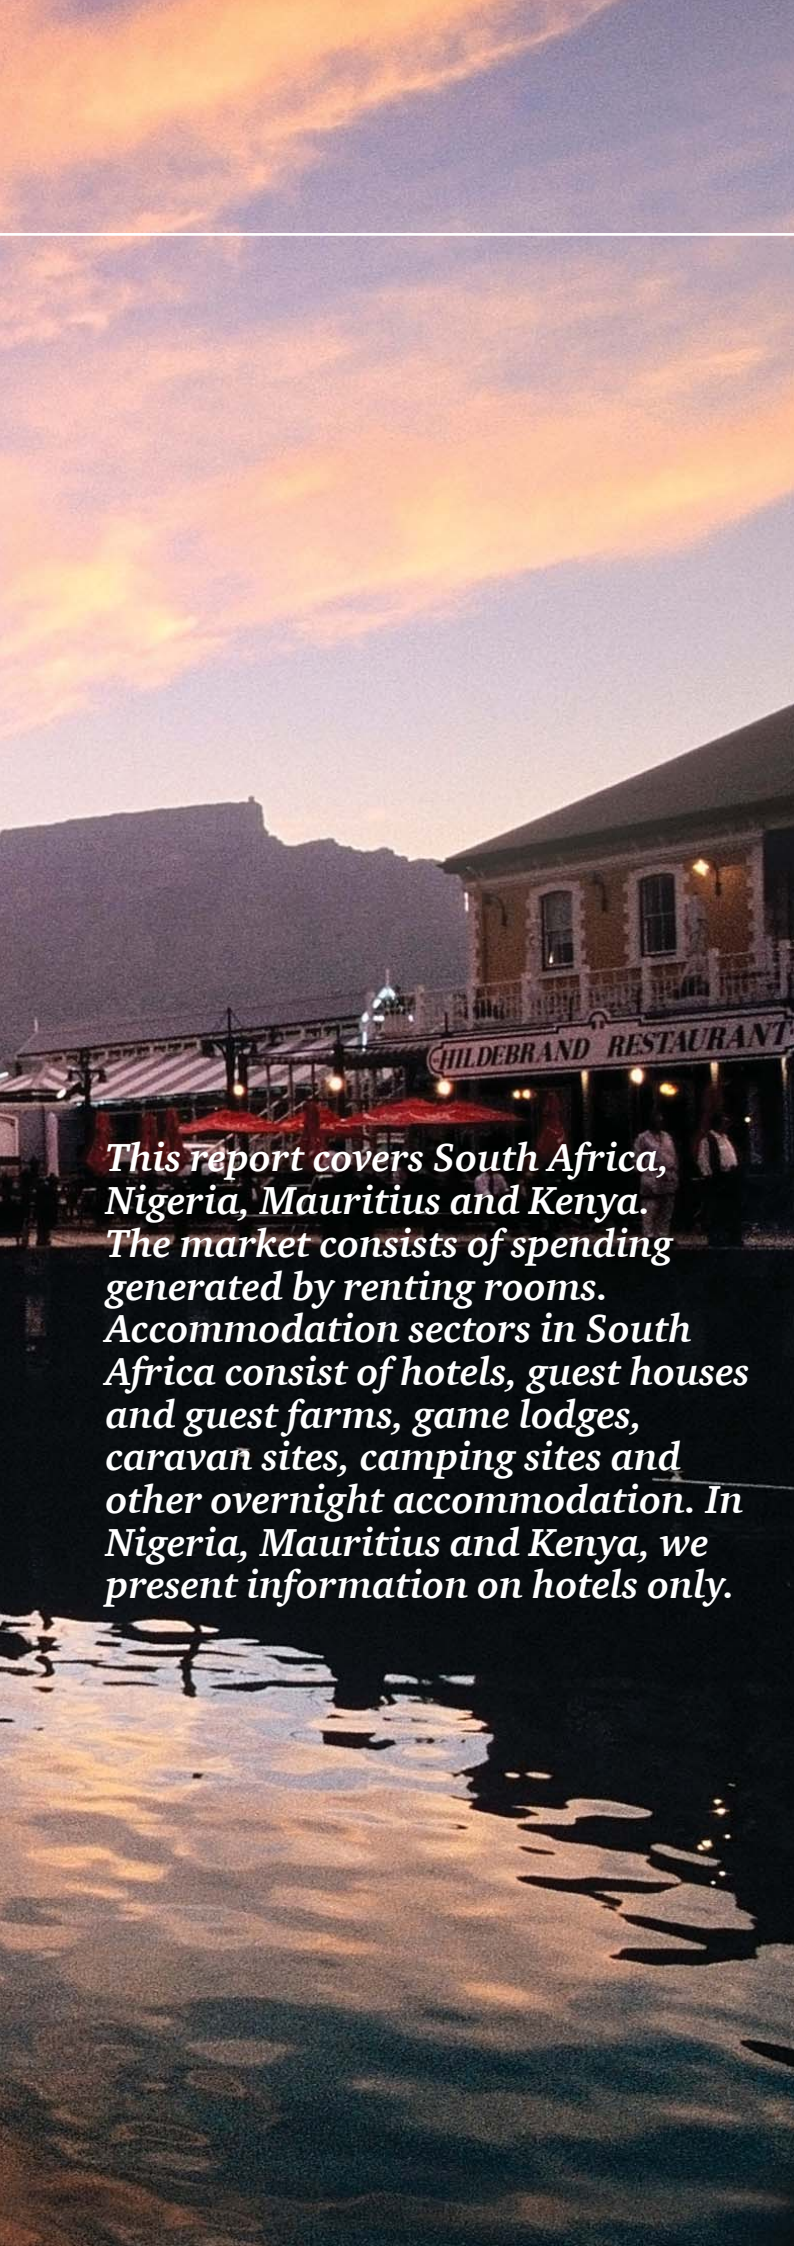 HILDEBRAND RESTAURANT
This report covers South Africa,
Nigeria, Mauritius and Kenya.
The market consists of spending
generated by renting rooms.
Accommodation sectors in South
Africa consist of hotels, guest houses
and guest farms, game lodges,
caravan sites, camping sites and
other overnight accommodation. In
Nigeria, Mauritius and Kenya, we
present information on hotels only.